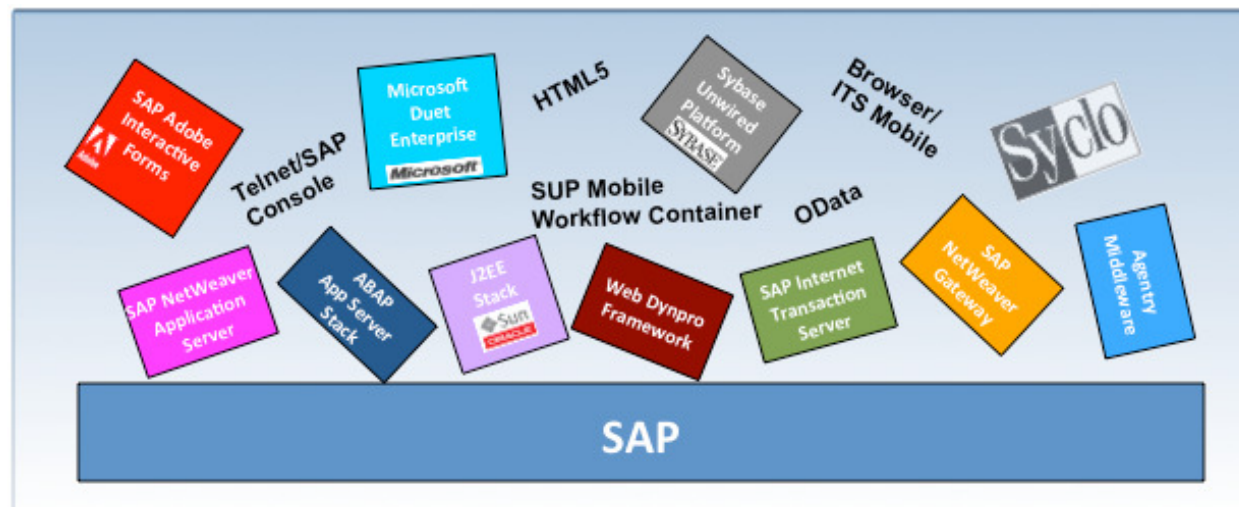 SAP Adobe
Interactive
Forms
Adobe
Telnet/SAP
Console
Microsoft
Duet
Enterprise
Microsoft
HTML5
SUP Mobile
Workflow Container
Sybase
Unwired
Platform
SYBASE
OData
Browser/
ITS Mobile
Syclo
SAP NetWeaver
Application
Server
ABAP
App Server
Stack
J2EE
Stack
Sun
ORACLE
Web Dynpro
Framework
SAP Internet
Transaction
Server
SAP
NetWeaver
Gateway
Agentry
Middleware
SAP